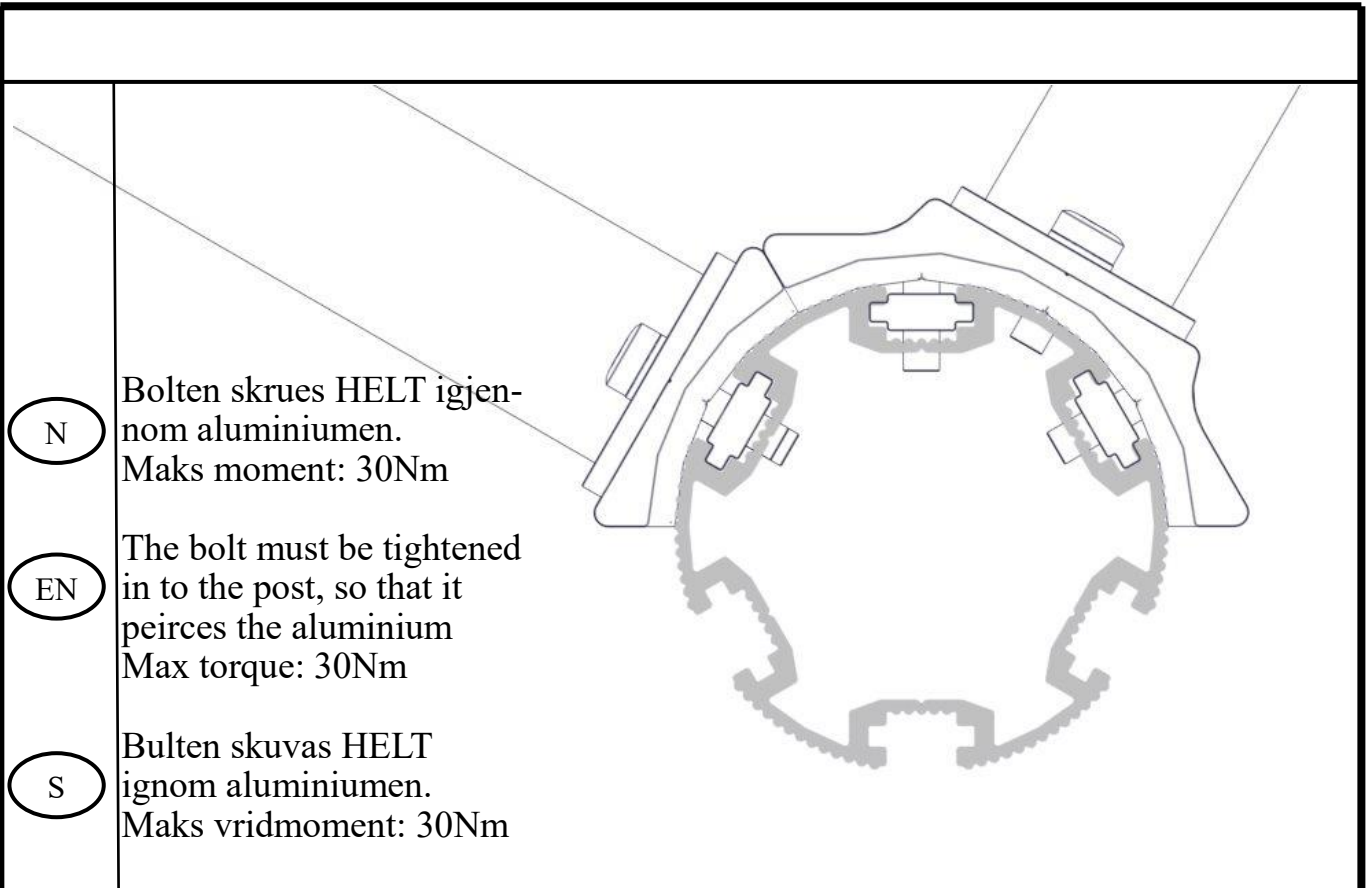 N
Bolten skrues HELT igjen-
nom aluminiumen.
Maks moment: 30Nm
EN
The bolt must be tightened
in to the post, so that it
peirces the aluminium
Max torque: 30Nm
S
Bulten skuvas HELT
ignom aluminiumen.
Maks vridmoment: 30Nm